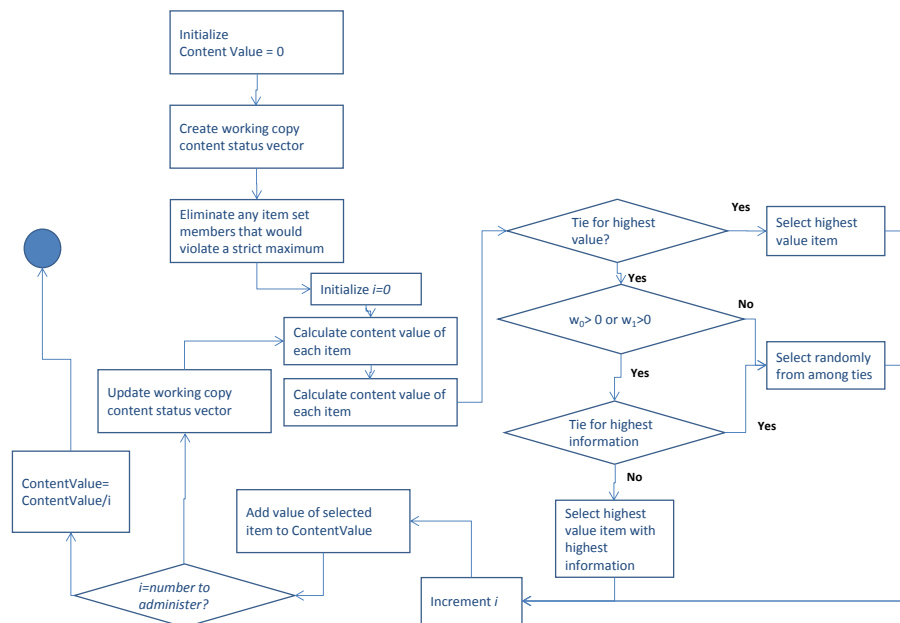 Initialize
Content Value = 0
Create working copy
content status vector
Eliminate any item set
members that would
violate a strict maximum
Initialize i=0
Calculate content value of
each item
Calculate content value of
each item
Update working copy
content status vector
ContentValue=
ContentValue/i
i=number to
administer?
Add value of selected
item to ContentValue
Increment i
Tie for highest
value?
Yes
Select highest
value item
Yes
w₀> 0 or w₁>0
No
Select randomly
from among ties
Yes
Tie for highest
information
Yes
No
Select highest
value item with
highest
information